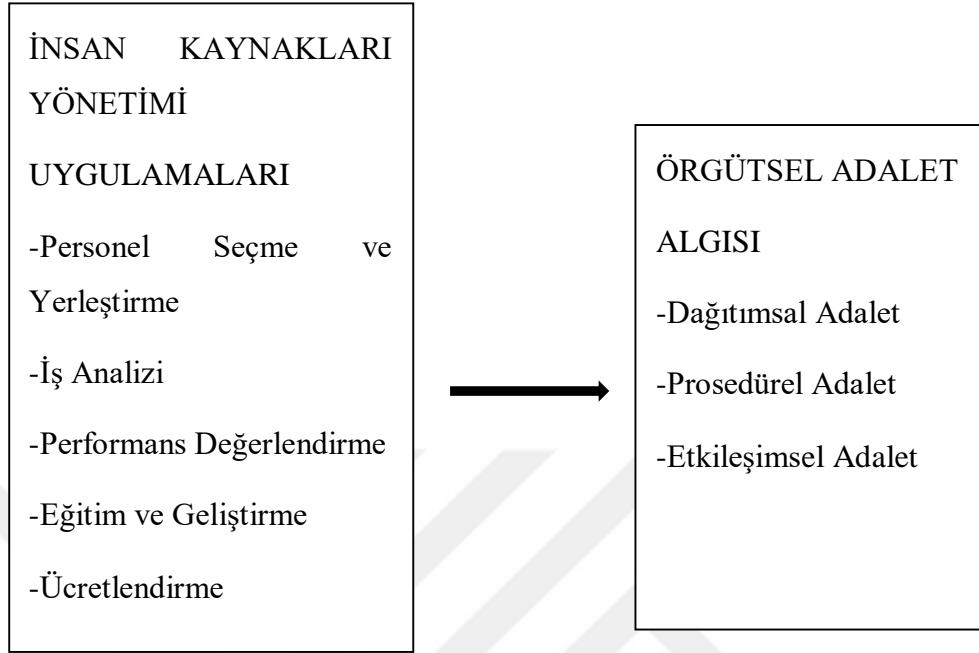 İNSAN KAYNAKLARI
YÖNETİMİ
UYGULAMALARI
-Personel Seçme ve
Yerleştirme
-İş Analizi
-Performans Değerlendirme
-Eğitim ve Geliştirme
-Ücretlendirme
ÖRGÜTSEL ADALET
ALGISI
-Dağıtımsal Adalet
-Prosedürel Adalet
-Etkileşimsel Adalet